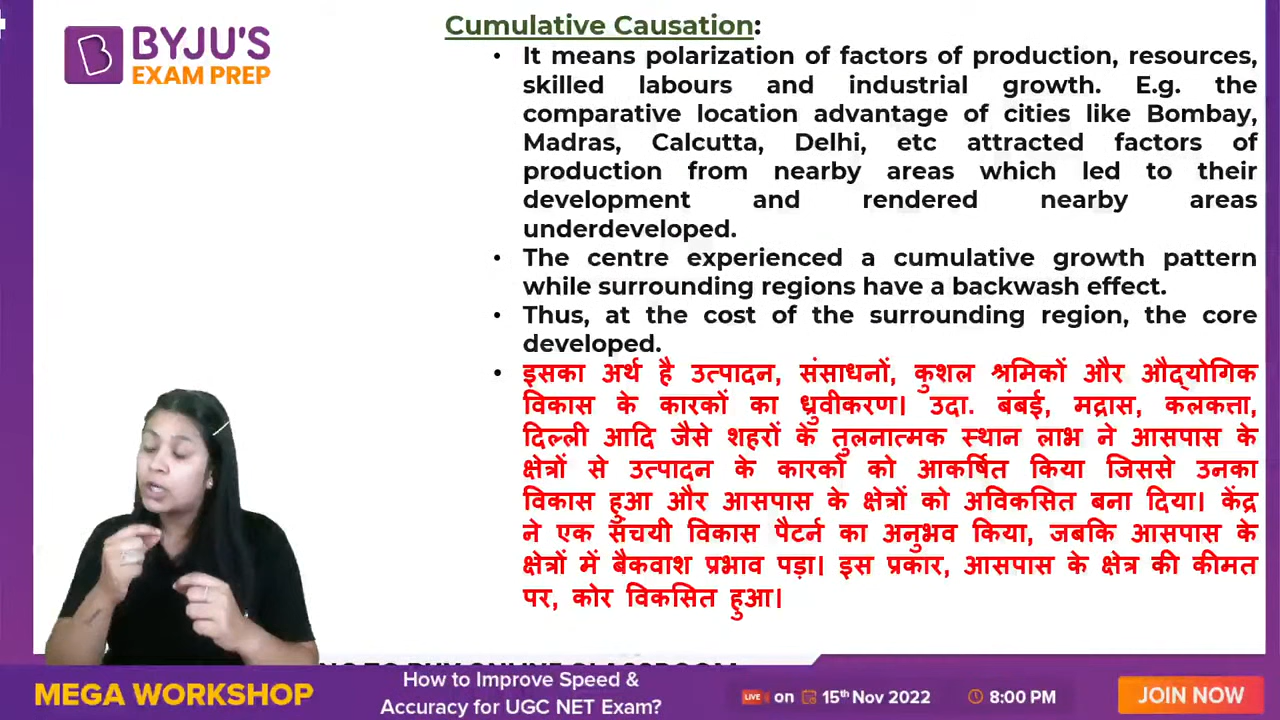 BYJU'S
EXAM PREP
Cumulative Causation:
• It means polarization of factors of production, resources,
skilled labours and industrial growth. E.g. the
comparative location advantage of cities like Bombay,
Madras, Calcutta, Delhi, etc attracted factors of
production from nearby areas which led to their
development and rendered nearby areas
underdeveloped.
• The centre experienced a cumulative growth pattern
while surrounding regions have a backwash effect.
• Thus, at the cost of the surrounding region, the core
developed.
• इसका अर्थ है उत्पादन, संसाधनों, कुशल श्रमिकों और औद्योगिक
विकास के कारकों का ध्रुवीकरण। उदा. बंबई, मद्रास, कलकत्ता,
दिल्ली आदि जैसे शहरों के तुलनात्मक स्थान लाभ ने आसपास के
क्षेत्रों से उत्पादन के कारकों को आकर्षित किया जिससे उनका
विकास हुआ और आसपास के क्षेत्रों को अविकसित बना दिया। केंद्र
ने एक संचयी विकास पैटर्न का अनुभव किया, जबकि आसपास के
क्षेत्रों में बैकवाश प्रभाव पड़ा। इस प्रकार, आसपास के क्षेत्र की कीमत
पर, कोर विकसित हुआ।
TO BUY ONLINE CLASSROOM
MEGA WORKSHOP
How to Improve Speed &
Accuracy for UGC NET Exam?
LIVE on 15th Nov 2022
8:00 PM
JOIN NOW